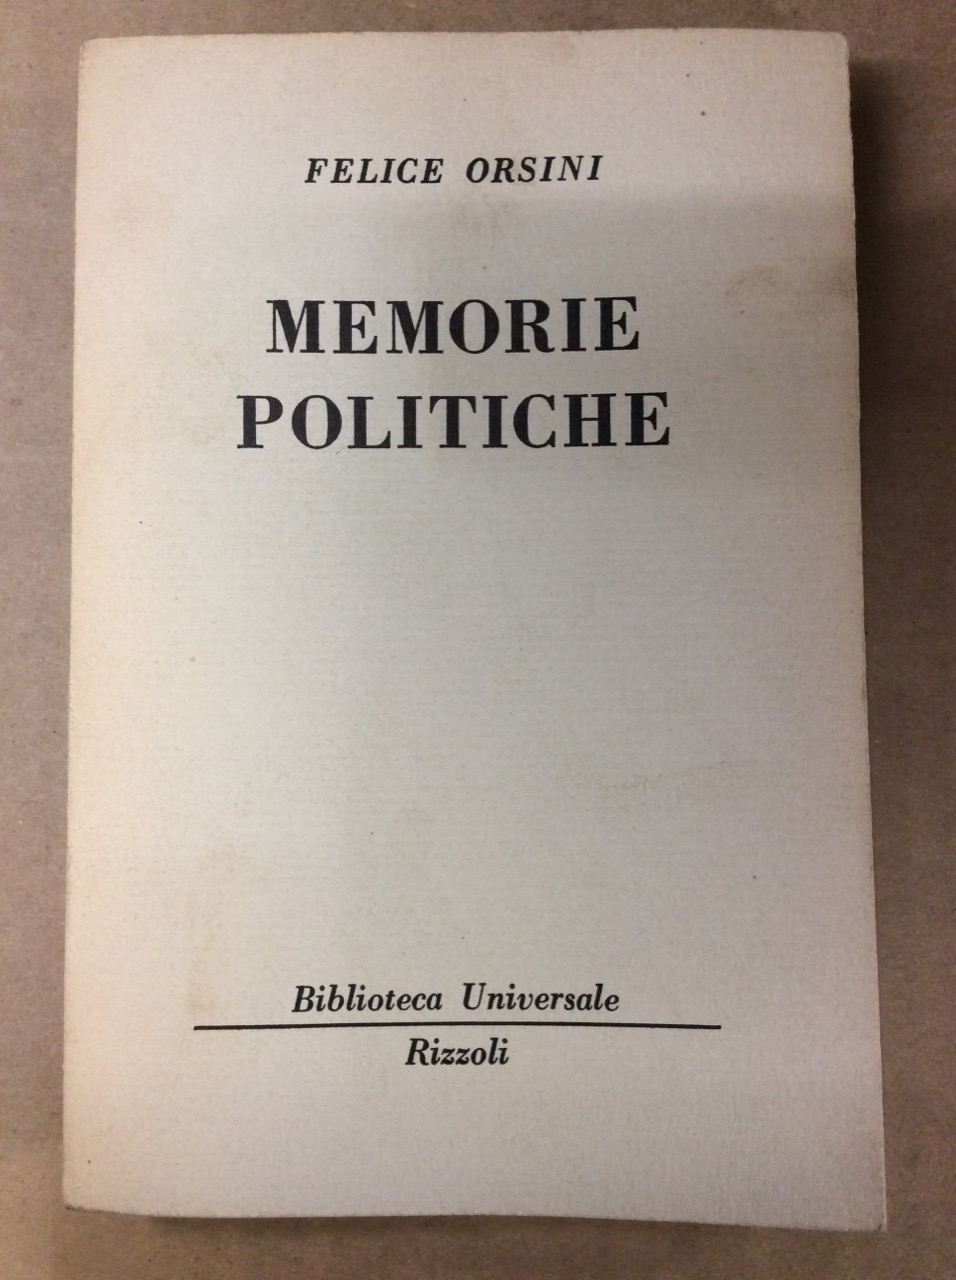 FELICE ORSINI
MEMORIE
POLITICHE
Biblioteca Universale
Rizzoli